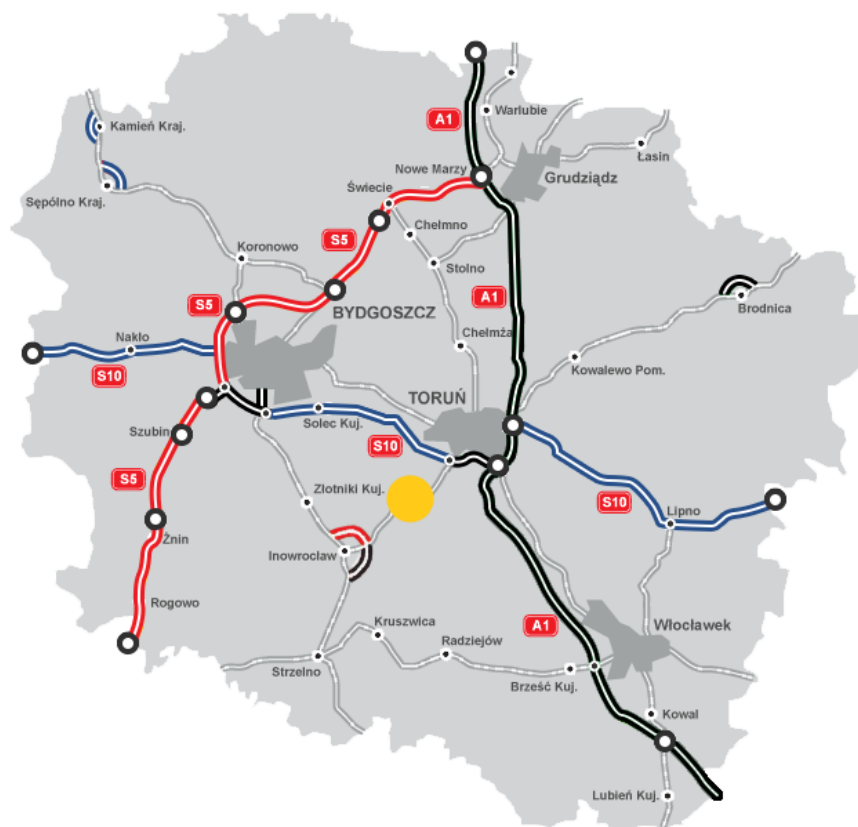 A1
Warlubie
Kamień Kraj.
Łasin
Nowe Marzy
Grudziądz
Sępólno Kraj.
Świecie
Chełmno
S5
Koronowo
Stolno
A1
S5
BYDGOSZCZ
Brodnica
Nakło
Chełmża
Kowalewo Pom.
S10
TORUŃ
Solec Kuj.
Szubin
S10
S5
Złotniki Kuj.
S10
Lipno
Żnin
Inowrocław
Rogowo
A1
Kruszwica
Włocławek
Radziejów
Strzelno
Brześć Kuj.
Kowal
Lubień Kuj.